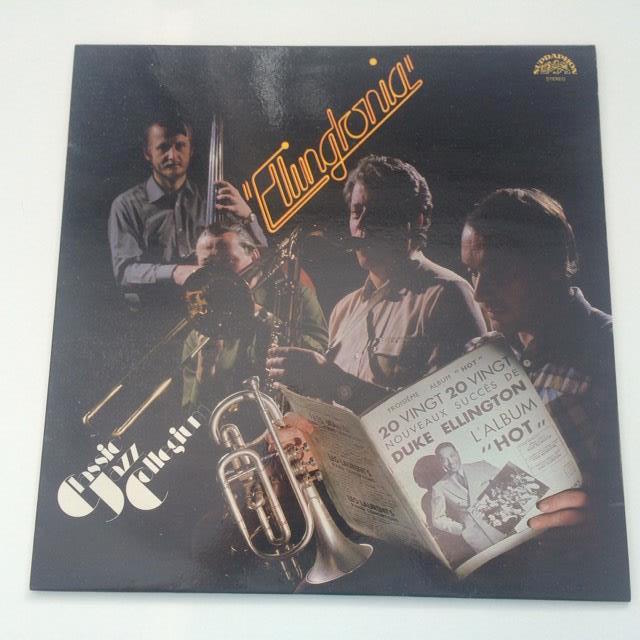 "Ellingtonia"
SUPRAPHON
STEREO
Classic
Jazz
Collegium
TROISIÈME ALBUM "HOT"
20 VINGT 20 VINGT
NOUVEAUX SUCCÈS DE
DUKE ELLINGTON
L'ALBUM
"HOT"